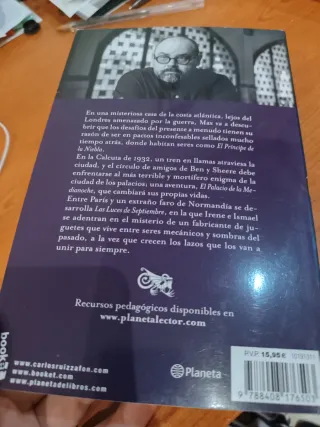 En una misteriosa casa de la costa atlántica, lejos del
Londres amenazado por la guerra, Max va a descu-
brir que los desafíos del presente a menudo tienen su
razón de ser en pactos inconfesables sellados mucho
tiempo atrás, donde habitan seres como El Príncipe de
la Niebla.
En la Calcuta de 1932, un tren en llamas atraviesa la
ciudad, y el círculo de amigos de Ben y Sheere debe
enfrentarse al más terrible y mortífero enigma de la
ciudad de los palacios: una aventura, El Palacio de la Me-
dianoche, que cambiará sus propias vidas.
Entre París y un extraño faro de Normandía se de-
sarrolla Las Luces de Septiembre, en la que Irene e Ismael
se adentran en el misterio de un fabricante de ju-
guetes que vive entre seres mecánicos y sombras del
pasado, a la vez que crecen los lazos que los van a
unir para siempre.
Recursos pedagógicos disponibles en
www.planetalector.com
www.carlosruizzafon.com
www.booket.com
www.planetadelibros.com
Planeta
P.V.P. 15,95 €
9 788408 176503